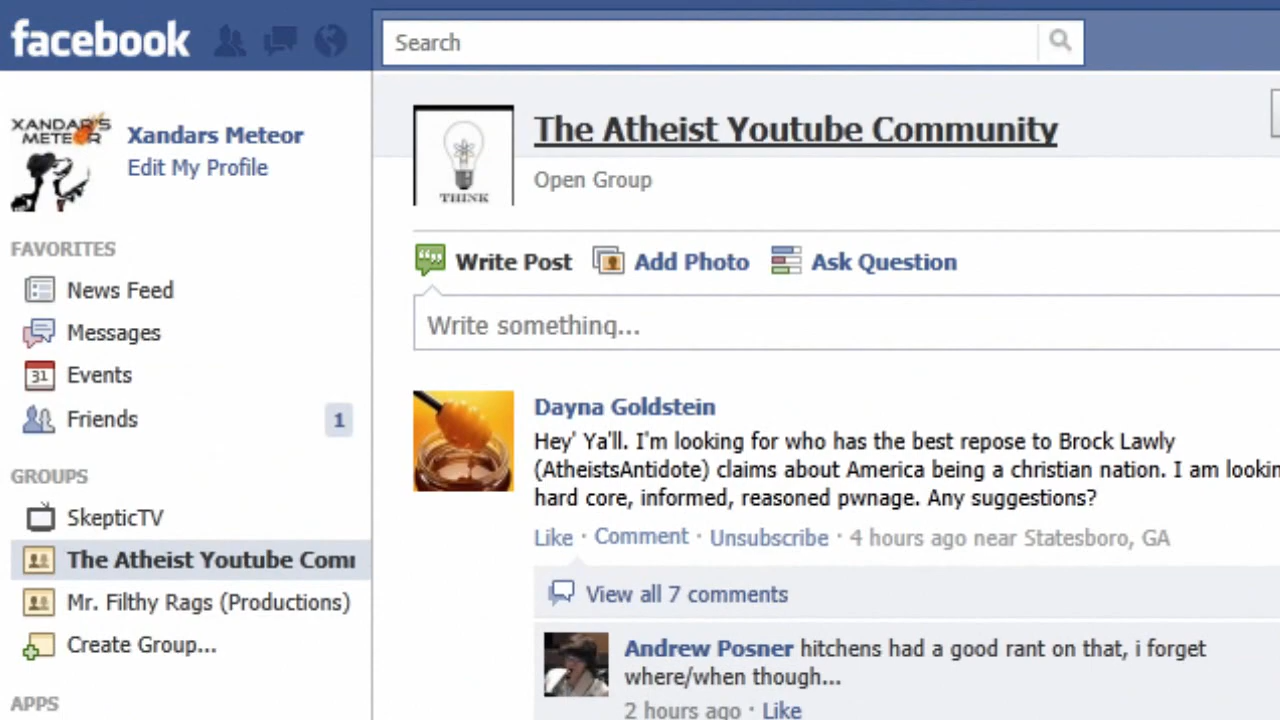 facebook
Search
XANDAR'S
METEOR
Xandars Meteor
Edit My Profile
THINK
The Atheist Youtube Community
Open Group
FAVORITES
News Feed
Messages
31
Events
Friends
1
GROUPS
SkepticTV
The Atheist Youtube Comm
Mr. Filthy Rags (Productions)
Create Group...
APPS
Write Post
Add Photo
Ask Question
Write something...
Dayna Goldstein
Hey' Ya'll. I'm looking for who has the best repose to Brock Lawly
(AtheistsAntidote) claims about America being a christian nation. I am lookin
hard core, informed, reasoned pwnage. Any suggestions?
Like · Comment · Unsubscribe · 4 hours ago near Statesboro, GA
View all 7 comments
Andrew Posner hitchens had a good rant on that, i forget
where/when though...
2 hours ago · Like